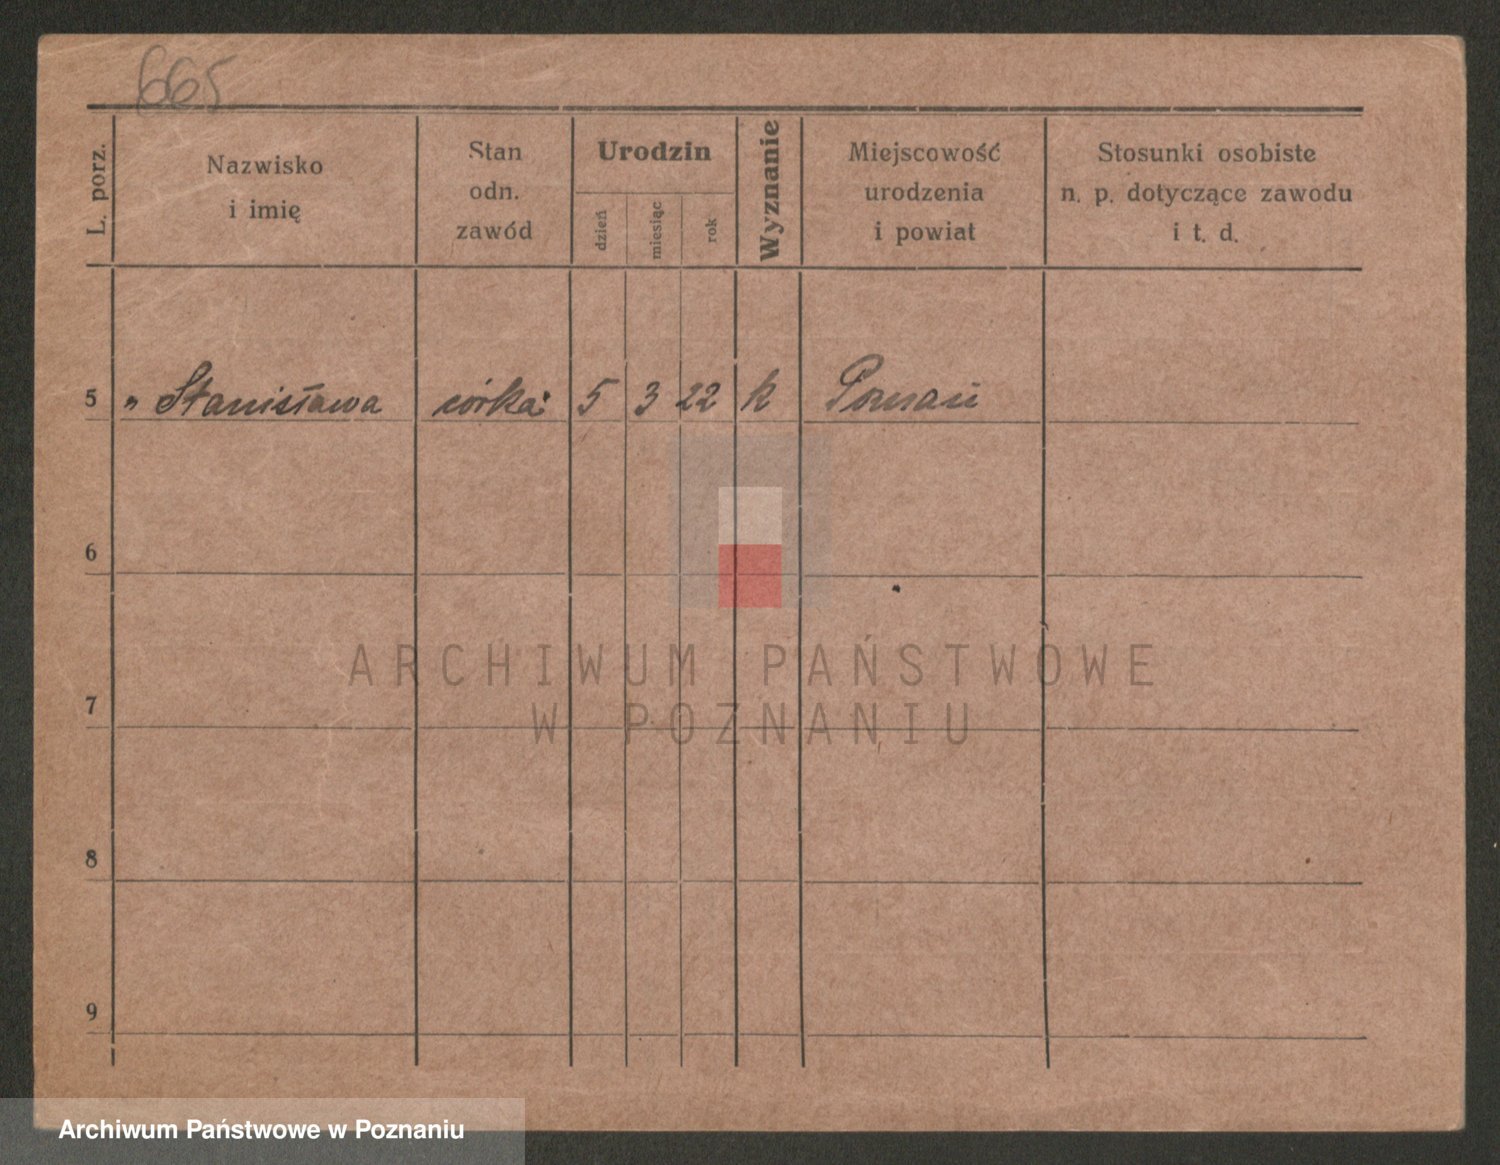 665
L. porz.
Nazwisko
i imię
Stan
odn.
zawód
Urodzin
dzień
miesiąc
rok
Wyznanie
Miejscowość
urodzenia
i powiat
Stosunki osobiste
n. p. dotyczące zawodu
i t. d.
5 " Stanisława córka 5 3 22 k Poznań
6
7
8
9
ARCHIWUM PAŃSTWOWE
W POZNANIU
Archiwum Państwowe w Poznaniu